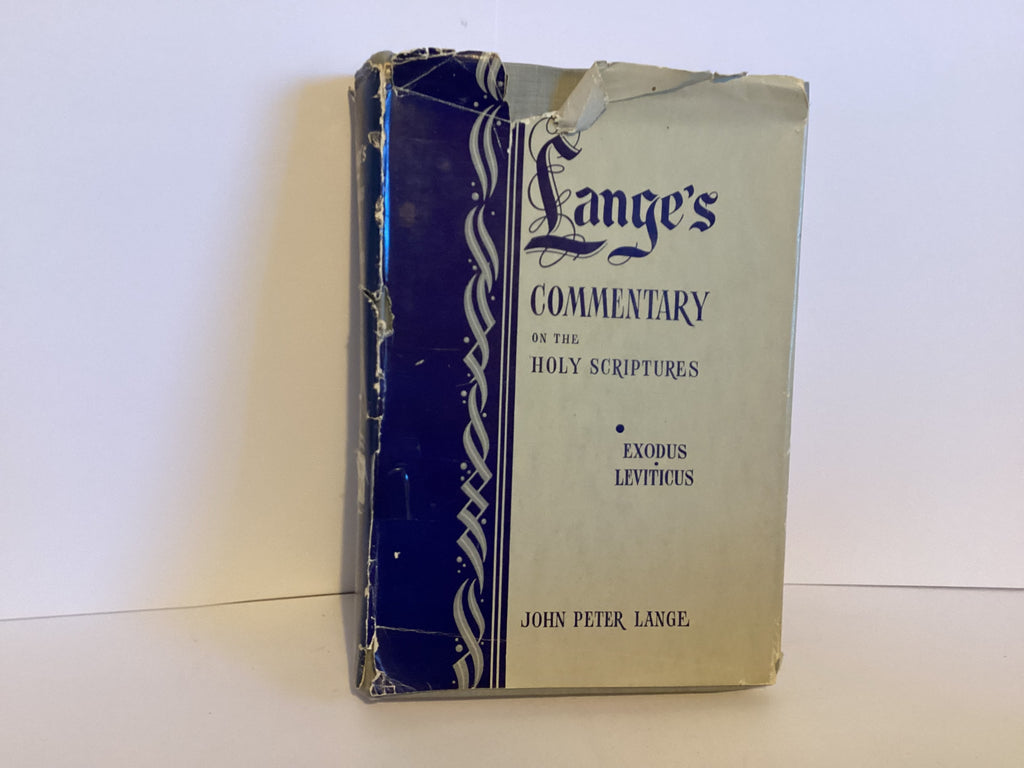 Lange's
COMMENTARY
ON THE
HOLY SCRIPTURES
EXODUS
LEVITICUS
JOHN PETER LANGE